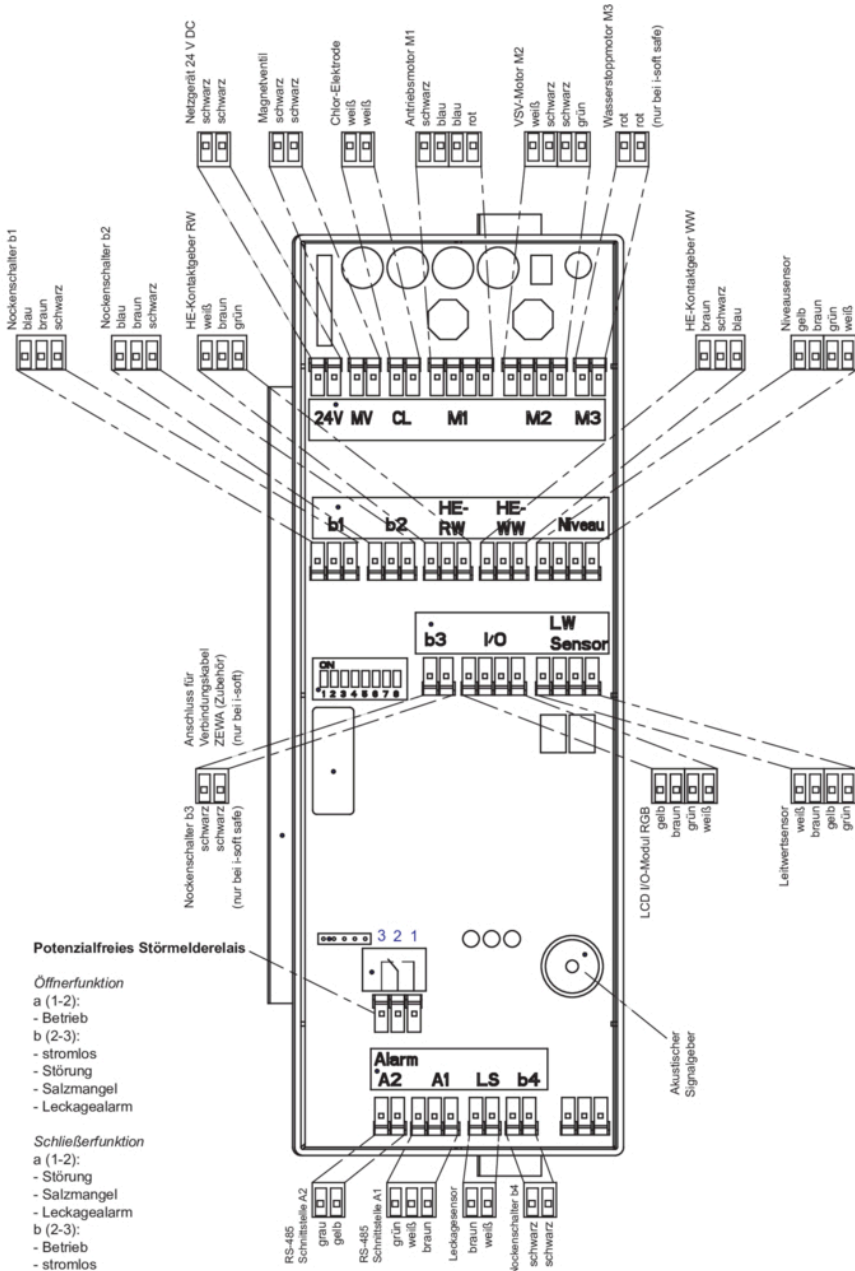 Netzgerät 24 V DC
schwarz
schwarz
Magnetventil
schwarz
schwarz
Chlor-Elektrode
weiß
weiß
Antriebsmotor M1
schwarz
blau
blau
rot
VSV-Motor M2
weiß
schwarz
schwarz
grün
Wasserstoppmotor M3
rot
rot
(nur bei i-soft safe)
Nockenschalter b1
blau
braun
schwarz
Nockenschalter b2
blau
braun
schwarz
HE-Kontaktgeber RW
weiß
braun
grün
HE-Kontaktgeber WW
braun
schwarz
blau
Niveausensor
gelb
braun
grün
weiß
24V MV CL M1 M2 M3
b1 b2 HE-RW HE-WW Niveau
b3 I/O LW Sensor
ON
1 2 3 4 5 6 7 8
Anschluss für
Verbindungskabel
ZEWA (Zubehör)
(nur bei i-soft)
Nockenschalter b3
schwarz
schwarz
(nur bei i-soft safe)
LCD I/O-Modul RGB
gelb
braun
grün
weiß
Leitwertsensor
weiß
braun
gelb
grün
3 2 1
Potenzialfreies Störmelderelais
Öffnerfunktion
a (1-2):
- Betrieb
b (2-3):
- stromlos
- Störung
- Salzmangel
- Leckagealarm
Schließerfunktion
a (1-2):
- Störung
- Salzmangel
- Leckagealarm
b (2-3):
- Betrieb
- stromlos
Akustischer
Signalgeber
Alarm
A2 A1 LS b4
RS-485
Schnittstelle A2
grau
gelb
RS-485
Schnittstelle A1
grün
weiß
braun
Leckagesensor
braun
weiß
Nockenschalter b4
schwarz
schwarz